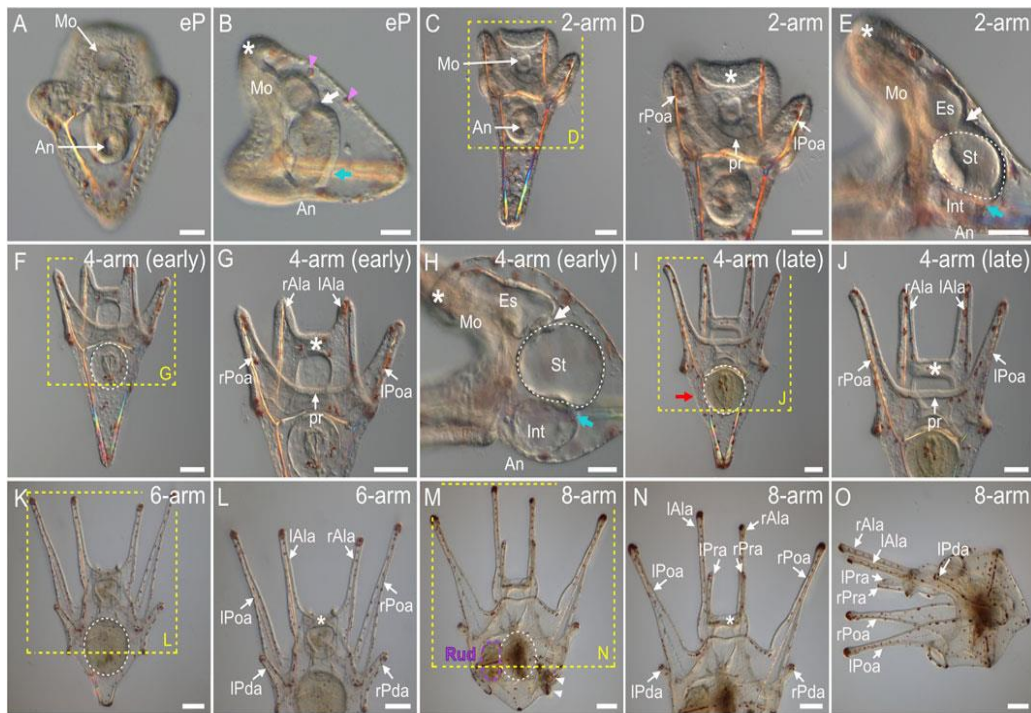 A eP
Mo
An
B eP
*
Mo
An
C 2-arm
Mo
An
D
D 2-arm
*
rPoa
lPoa
pr
E 2-arm
*
Mo
Es
St
Int
An
F 4-arm (early)
G
G 4-arm (early)
rAla lAla
*
rPoa
lPoa
pr
H 4-arm (early)
*
Es
Mo
St
Int
An
I 4-arm (late)
J
J 4-arm (late)
rAla lAla
rPoa
*
lPoa
pr
K 6-arm
L
L 6-arm
lAla rAla
lPoa
*
rPoa
lPda
rPda
M 8-arm
Rud
N
N 8-arm
lAla
rAla
lPra rPra
lPoa
rPoa
*
lPda
rPda
O 8-arm
rAla
lAla
lPda
lPra
rPra
rPoa
lPoa